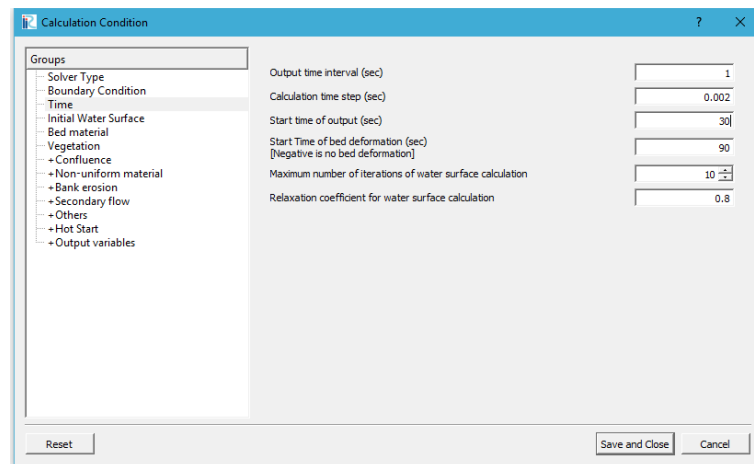 Calculation Condition
? ×
Groups
Solver Type
Boundary Condition
Time
Initial Water Surface
Bed material
Vegetation
+Confluence
+Non-uniform material
+Bank erosion
+Secondary flow
+Others
+Hot Start
+Output variables
Output time interval (sec) 1
Calculation time step (sec) 0.002
Start time of output (sec) 30
Start Time of bed deformation (sec)
[Negative is no bed deformation] 90
Maximum number of iterations of water surface calculation 10
Relaxation coefficient for water surface calculation 0.8
Reset Save and Close Cancel